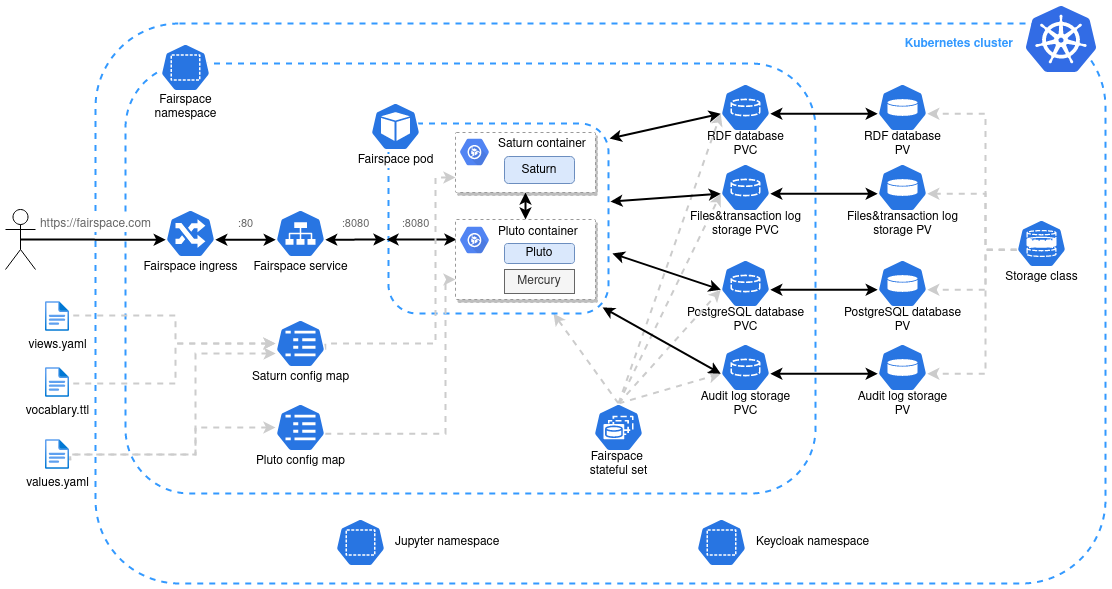 Kubernetes cluster
Fairspace
namespace
Fairspace pod
Saturn container
Saturn
Pluto container
Pluto
Mercury
RDF database
PVC
RDF database
PV
Files&transaction log
storage PVC
Files&transaction log
storage PV
https://fairspace.com
:80
:8080
:8080
Fairspace ingress
Fairspace service
Storage class
PostgreSQL database
PVC
PostgreSQL database
PV
views.yaml
Saturn config map
Audit log storage
PVC
Audit log storage
PV
vocablary.ttl
Pluto config map
Fairspace
stateful set
values.yaml
Jupyter namespace
Keycloak namespace